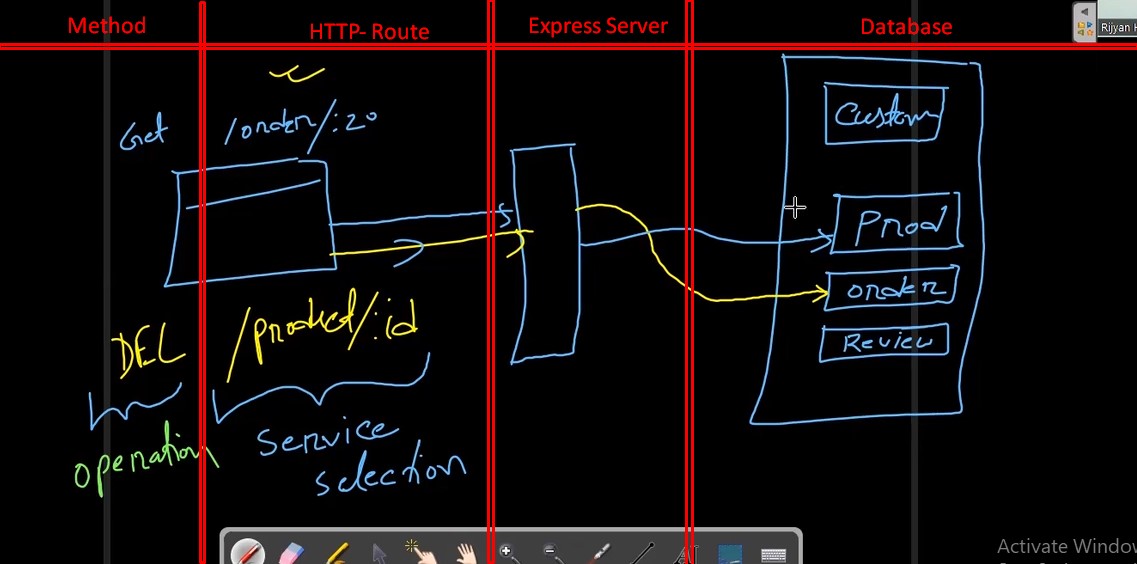 Method
HTTP- Route
Express Server
Database
Rijyan H
Get /order/:20
Custom
Prod
order
Review
DEL /product/:id
operation
service
selection
Activate Window